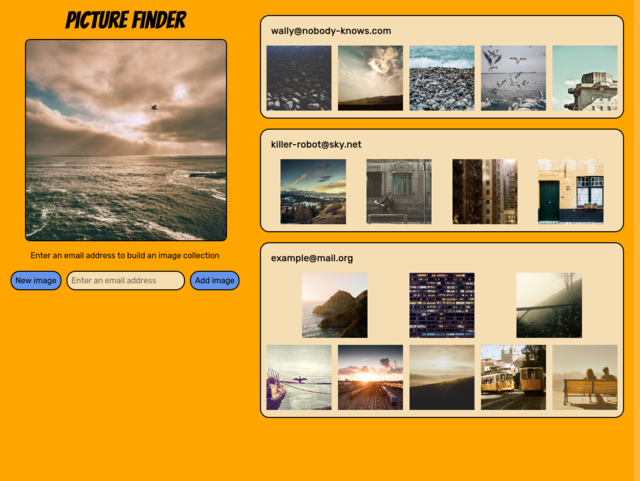 PICTURE FINDER
Enter an email address to build an image collection
New image
Enter an email address
Add image
wally@nobody-knows.com
killer-robot@sky.net
example@mail.org